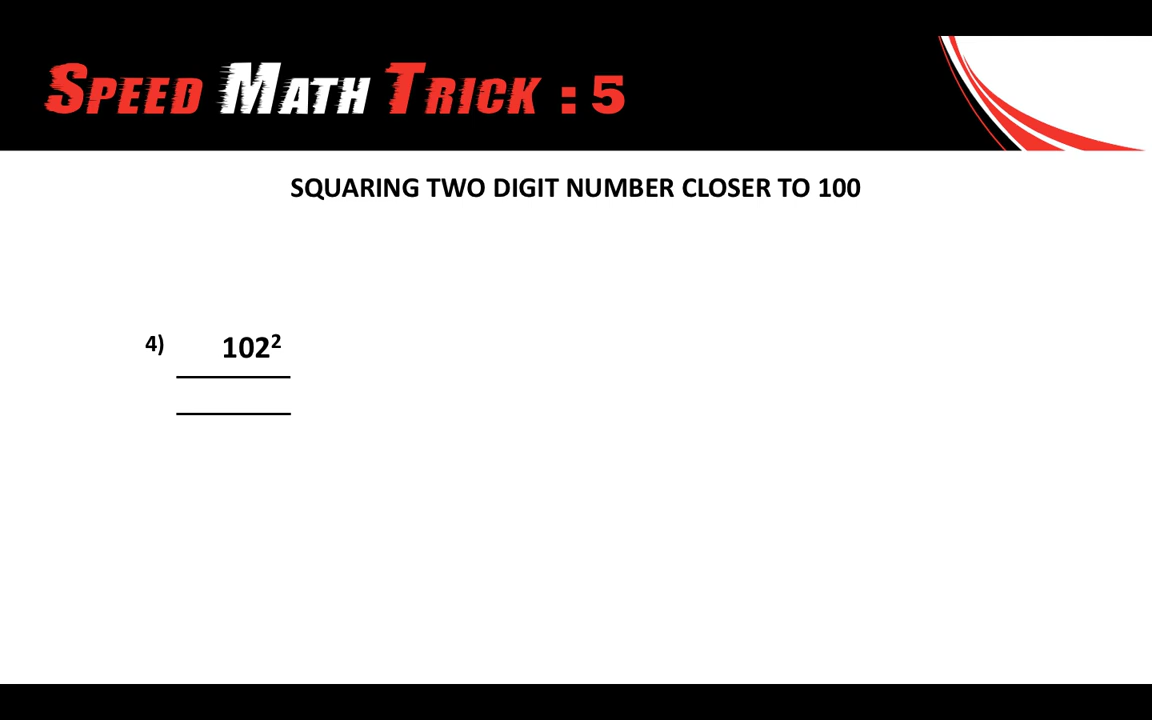 SPEED MATH TRICK : 5
SQUARING TWO DIGIT NUMBER CLOSER TO 100
4) 102²